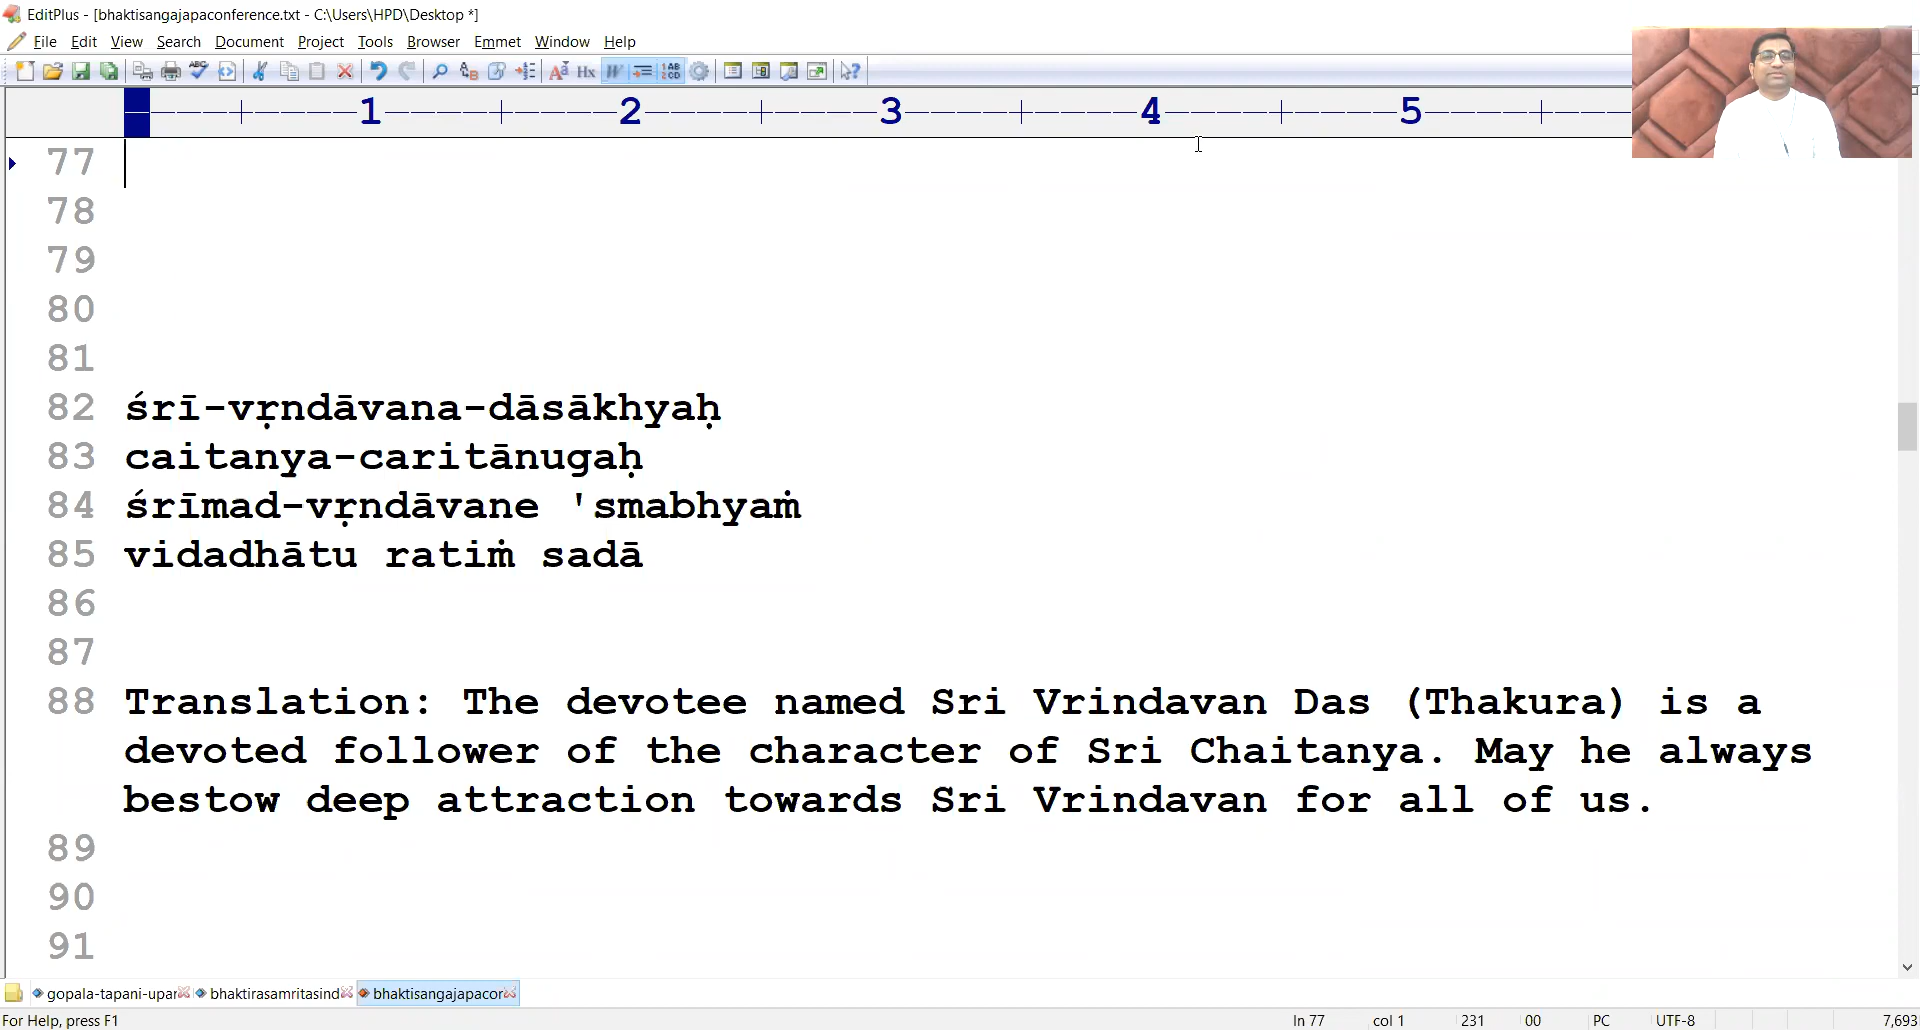 EditPlus - [bhaktisangajapaconference.txt - C:\Users\HPD\Desktop *]
File Edit View Search Document Project Tools Browser Emmet Window Help
1 2 3 4 5
77
78
79
80
81
82 śrī-vṛndāvana-dāsākhyaḥ
83 caitanya-caritānugaḥ
84 śrīmad-vṛndāvane 'smabhyaṁ
85 vidadhātu ratiṁ sadā
86
87
88 Translation: The devotee named Sri Vrindavan Das (Thakura) is a
devoted follower of the character of Sri Chaitanya. May he always
bestow deep attraction towards Sri Vrindavan for all of us.
89
90
91
gopala-tapani-upar bhaktirasamritasind bhaktisangajapacor
For Help, press F1 ln 77 col 1 231 00 PC UTF-8 7,693